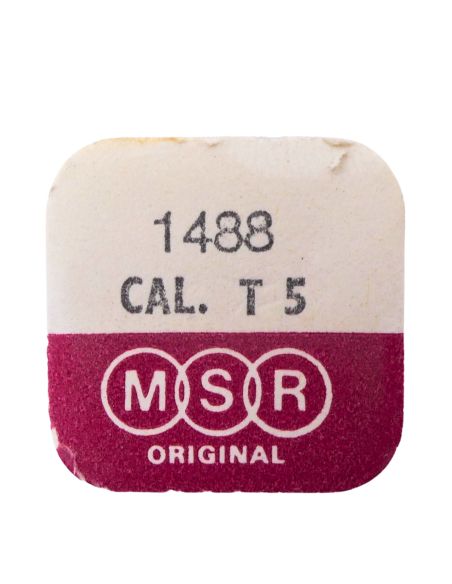 1488
CAL. T 5
MSR
ORIGINAL